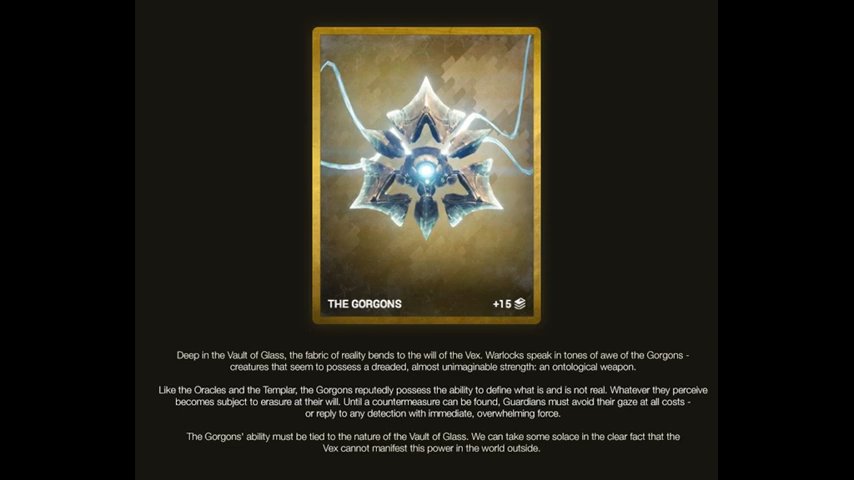 THE GORGONS
+15
Deep in the Vault of Glass, the fabric of reality bends to the will of the Vex. Warlocks speak in tones of awe of the Gorgons -
creatures that seem to possess a dreaded, almost unimaginable strength: an ontological weapon.
Like the Oracles and the Templar, the Gorgons reputedly possess the ability to define what is and is not real. Whatever they perceive
becomes subject to erasure at their will. Until a countermeasure can be found, Guardians must avoid their gaze at all costs -
or reply to any detection with immediate, overwhelming force.
The Gorgons' ability must be tied to the nature of the Vault of Glass. We can take some solace in the clear fact that the
Vex cannot manifest this power in the world outside.